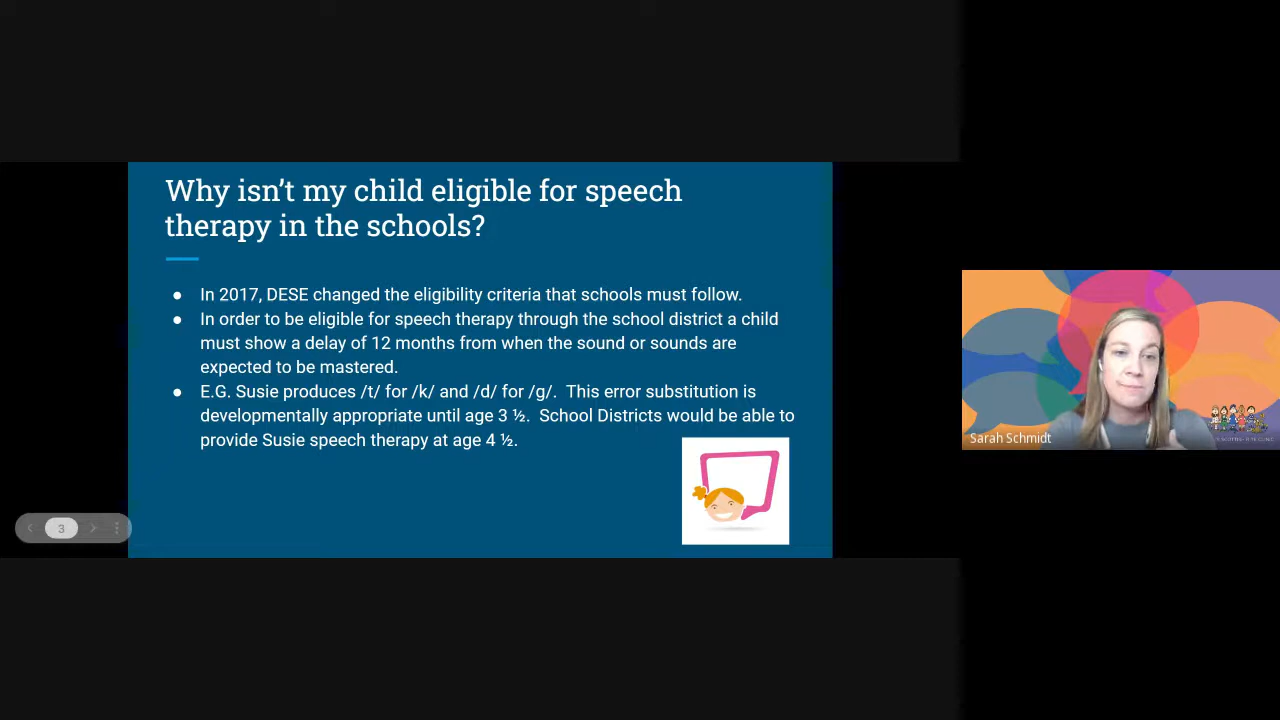 Why isn’t my child eligible for speech
therapy in the schools?
● In 2017, DESE changed the eligibility criteria that schools must follow.
● In order to be eligible for speech therapy through the school district a child
must show a delay of 12 months from when the sound or sounds are
expected to be mastered.
● E.G. Susie produces /t/ for /k/ and /d/ for /g/.  This error substitution is
developmentally appropriate until age 3 ½.  School Districts would be able to
provide Susie speech therapy at age 4 ½.
3
Sarah Schmidt